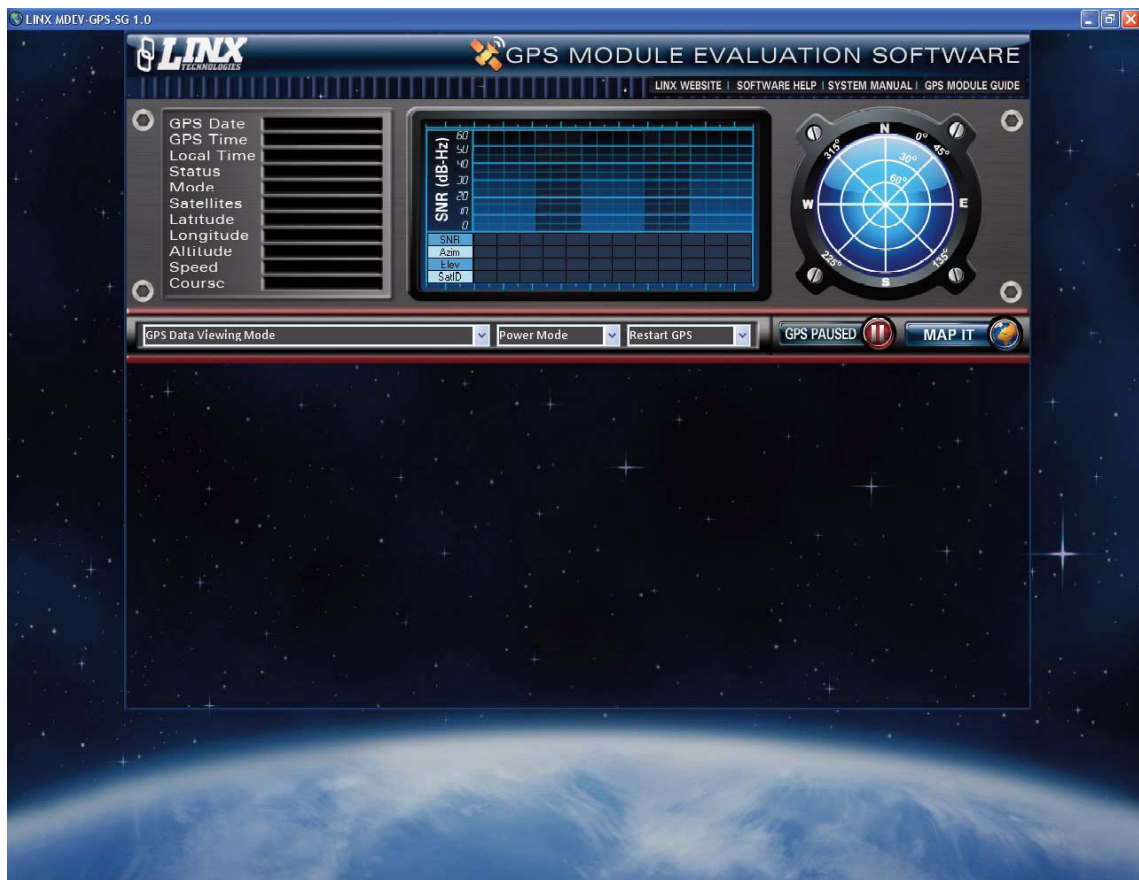 LINX MDEV-GPS-SG 1.0
LINX
TECHNOLOGIES
GPS MODULE EVALUATION SOFTWARE
LINX WEBSITE | SOFTWARE HELP | SYSTEM MANUAL | GPS MODULE GUIDE
GPS Date
GPS Time
Local Time
Status
Mode
Satellites
Latitude
Longitude
Altitude
Speed
Course
SNR (dB-Hz)
60
50
40
30
20
10
0
SNR
Azim
Elev
SatID
N
0°
45°
E
135°
S
225°
W
315°
30°
60°
GPS Data Viewing Mode
Power Mode
Restart GPS
GPS PAUSED
MAP IT